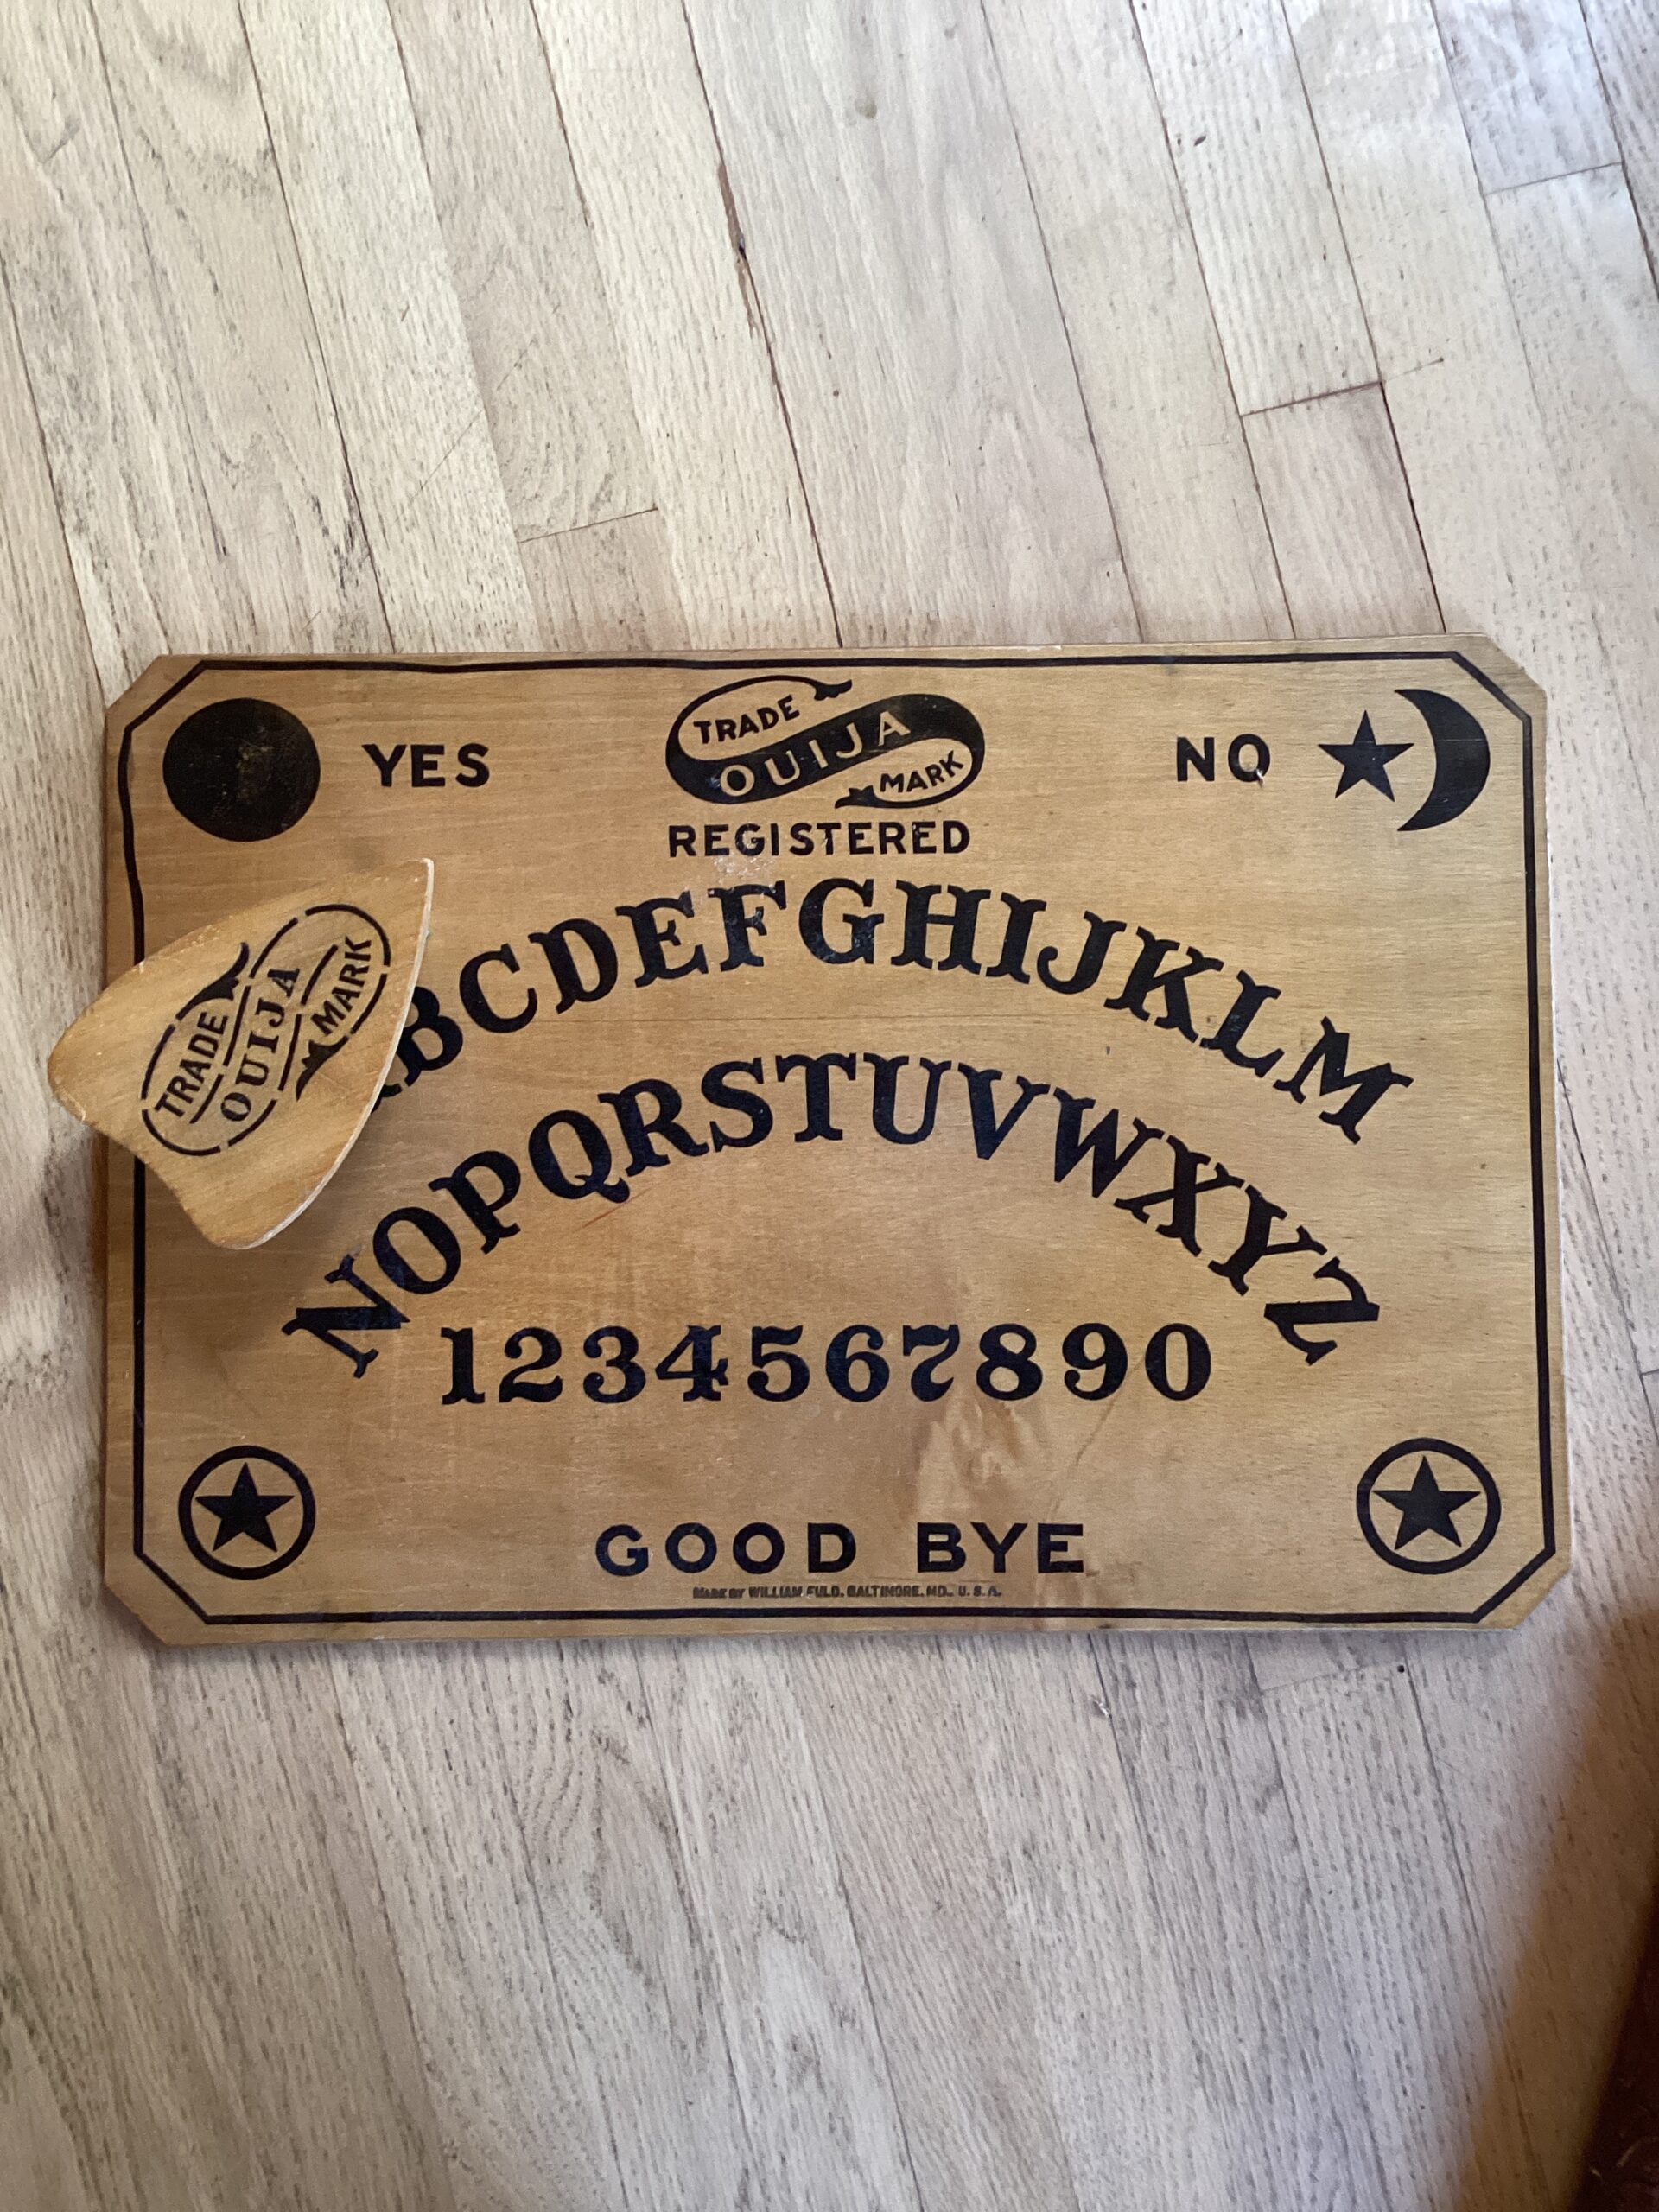 YES
TRADE
OUIJA
MARK
REGISTERED
NO
TRADE
OUIJA
MARK
ABCDEFGHIJKLM
NOPQRSTUVWXYZ
1234567890
GOOD BYE
MADE BY WILLIAM FULD. BALTIMORE. MD., U. S. A.